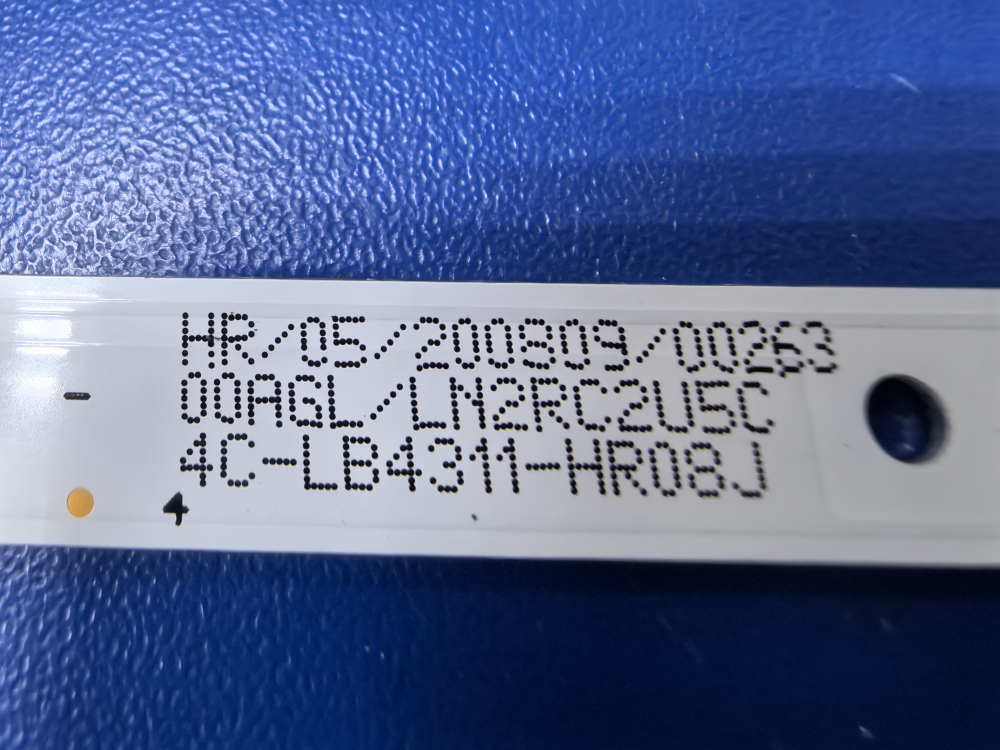 HR/05/200809/00263
00AGL/LN2RC2U5C
4C-LB4311-HR08J
-
4